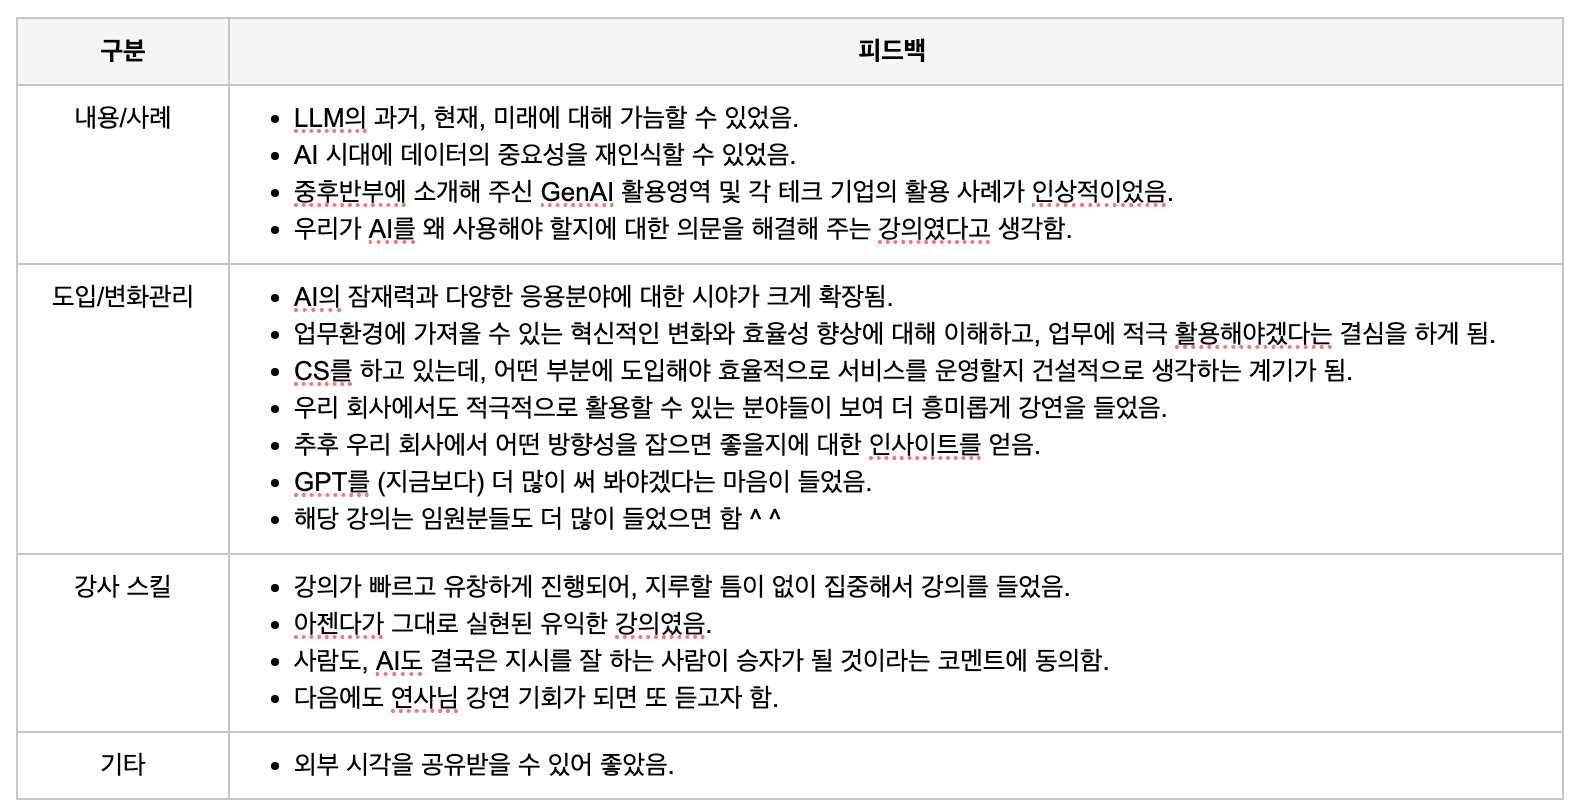 구분
피드백
내용/사례
• LLM의 과거, 현재, 미래에 대해 가늠할 수 있었음.
• AI 시대에 데이터의 중요성을 재인식할 수 있었음.
• 중후반부에 소개해 주신 GenAI 활용영역 및 각 테크 기업의 활용 사례가 인상적이었음.
• 우리가 AI를 왜 사용해야 할지에 대한 의문을 해결해 주는 강의였다고 생각함.
도입/변화관리
• AI의 잠재력과 다양한 응용분야에 대한 시야가 크게 확장됨.
• 업무환경에 가져올 수 있는 혁신적인 변화와 효율성 향상에 대해 이해하고, 업무에 적극 활용해야겠다는 결심을 하게 됨.
• CS를 하고 있는데, 어떤 부분에 도입해야 효율적으로 서비스를 운영할지 건설적으로 생각하는 계기가 됨.
• 우리 회사에서도 적극적으로 활용할 수 있는 분야들이 보여 더 흥미롭게 강연을 들었음.
• 추후 우리 회사에서 어떤 방향성을 잡으면 좋을지에 대한 인사이트를 얻음.
• GPT를 (지금보다) 더 많이 써 봐야겠다는 마음이 들었음.
• 해당 강의는 임원분들도 더 많이 들었으면 함 ^ ^
강사 스킬
• 강의가 빠르고 유창하게 진행되어, 지루할 틈이 없이 집중해서 강의를 들었음.
• 아젠다가 그대로 실현된 유익한 강의였음.
• 사람도, AI도 결국은 지시를 잘 하는 사람이 승자가 될 것이라는 코멘트에 동의함.
• 다음에도 연사님 강연 기회가 되면 또 듣고자 함.
기타
• 외부 시각을 공유받을 수 있어 좋았음.